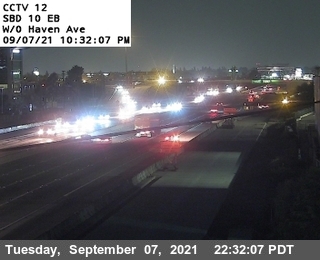 CCTV 12
SBD 10 EB
W/O Haven Ave
09/07/21 10:32:07 PM
Tuesday, September 07, 2021 22:32:07 PDT